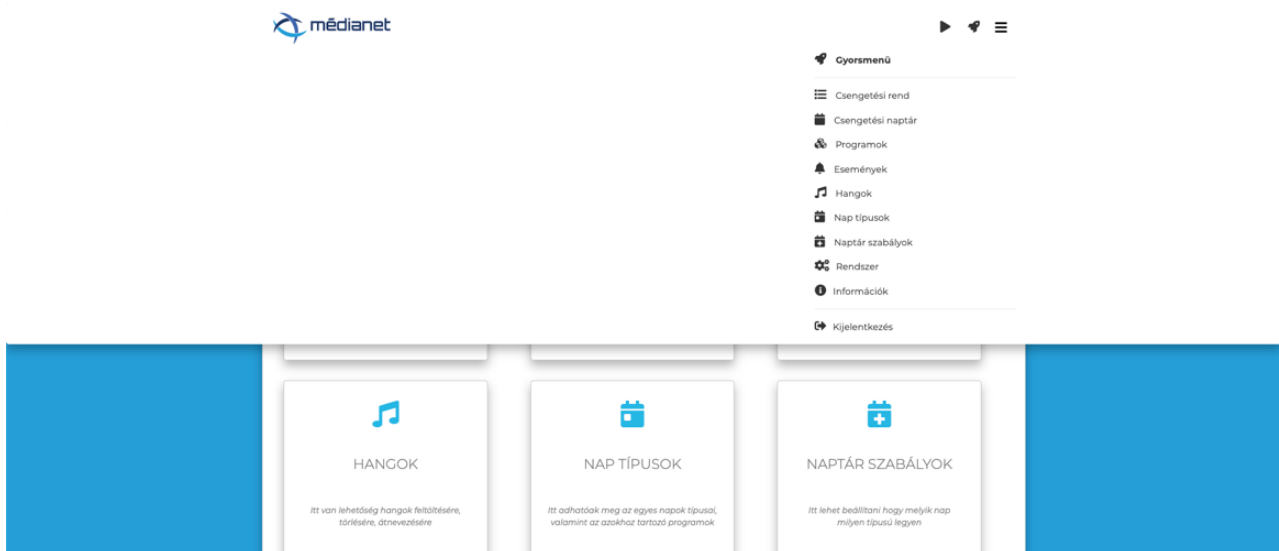 médianet
Gyorsmenü
Csengetési rend
Csengetési naptár
Programok
Események
Hangok
Nap típusok
Naptár szabályok
Rendszer
Információk
Kijelentkezés
HANGOK
Itt van lehetőség hangok feltöltésére,
törlésére, átnevezésére
NAP TÍPUSOK
Itt adhatóak meg az egyes napok típusai,
valamint az azokhoz tartozó programok
NAPTÁR SZABÁLYOK
Itt lehet beállítani hogy melyik nap
milyen típusú legyen